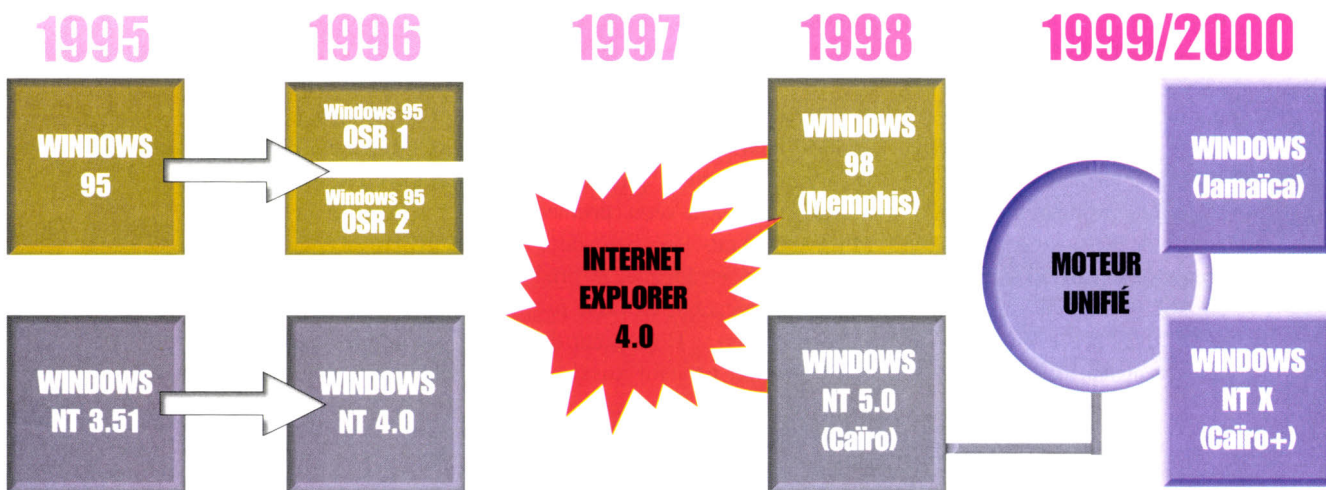 1995
1996
1997
1998
1999/2000
WINDOWS
95
Windows 95
OSR 1
Windows 95
OSR 2
INTERNET
EXPLORER
4.0
WINDOWS
98
(Memphis)
MOTEUR
UNIFIÉ
WINDOWS
(Jamaïca)
WINDOWS
NT 3.51
WINDOWS
NT 4.0
WINDOWS
NT 5.0
(Caïro)
WINDOWS
NT X
(Caïro+)